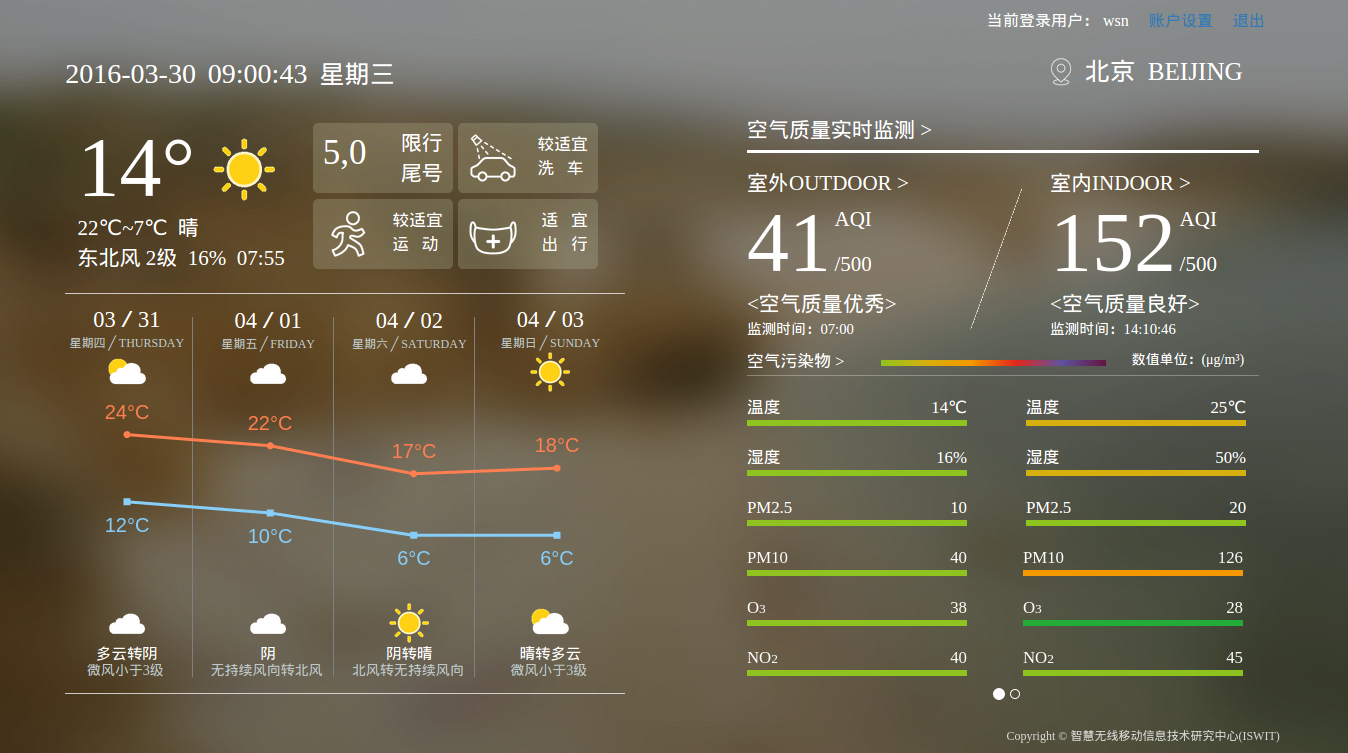 当前登录用户： wsn 账户设置 退出
2016-03-30 09:00:43 星期三
北京 BEIJING
14°
22℃~7℃ 晴
东北风 2级 16% 07:55
5,0 限行
尾号
较适宜
洗 车
较适宜
运 动
适 宜
出 行
03 / 31
星期四 / THURSDAY
04 / 01
星期五 / FRIDAY
04 / 02
星期六 / SATURDAY
04 / 03
星期日 / SUNDAY
24°C
22°C
17°C
18°C
12°C
10°C
6°C
6°C
多云转阴
微风小于3级
阴
无持续风向转北风
阴转晴
北风转无持续风向
晴转多云
微风小于3级
空气质量实时监测 >
室外OUTDOOR >
41 AQI
/500
<空气质量优秀>
监测时间：07:00
室内INDOOR >
152 AQI
/500
<空气质量良好>
监测时间：14:10:46
空气污染物 > 数值单位：(μg/m³)
温度 14℃
湿度 16%
PM2.5 10
PM10 40
O3 38
NO2 40
温度 25℃
湿度 50%
PM2.5 20
PM10 126
O3 28
NO2 45
Copyright © 智慧无线移动信息技术研究中心(ISWIT)